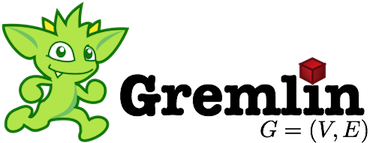 Gremlin
G = (V, E)